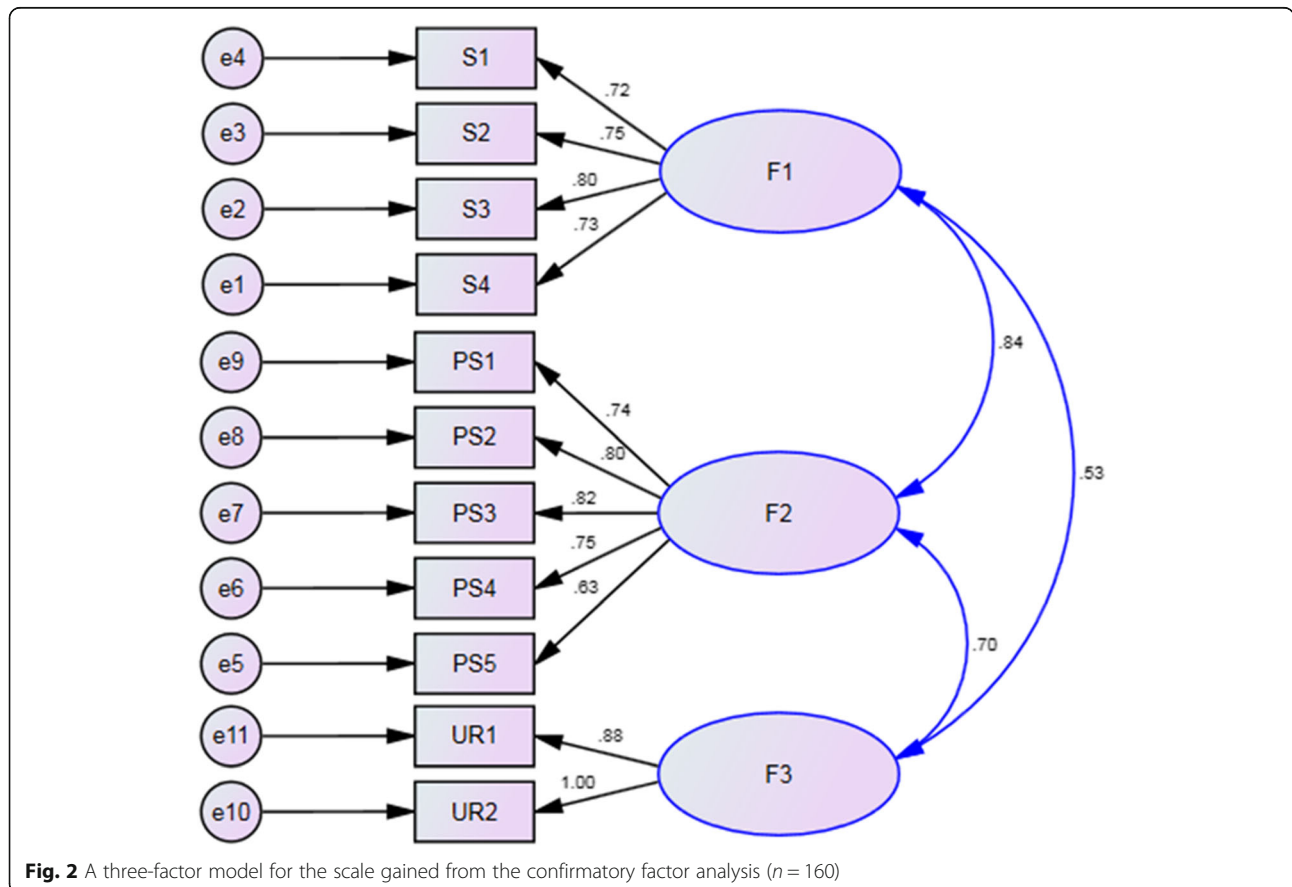 e4 S1
.72
e3 S2 .75
F1
.80
e2 S3
.73
e1 S4
.84
e9 PS1
.74
e8 PS2 .80
.53
e7 PS3 .82 F2
.75
e6 PS4
.63
.70
e5 PS5
e11 UR1 .88
F3
1.00
e10 UR2
Fig. 2 A three-factor model for the scale gained from the confirmatory factor analysis (n = 160)